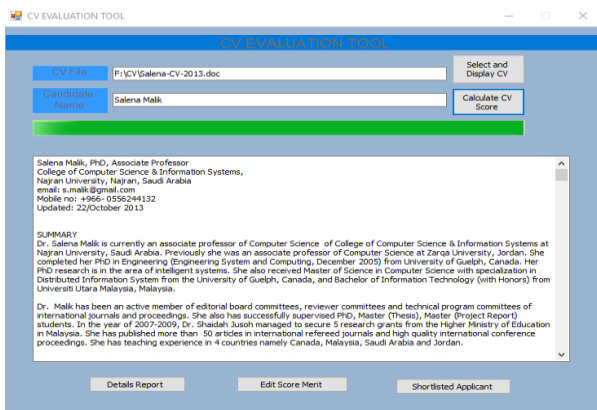 CV EVALUATION TOOL
CV EVALUATION TOOL
CV File
F:\CV\Salena-CV-2013.doc
Select and
Display CV
Candidate
Name
Salena Malik
Calculate CV
Score
Salena Malik, PhD, Associate Professor
College of Computer Science & Information Systems,
Najran University, Najran, Saudi Arabia
email: s.malik@gmail.com
Mobile no: +966- 0556244132
Updated: 22/October 2013
SUMMARY
Dr. Salena Malik is currently an associate professor of Computer Science of College of Computer Science & Information Systems at
Najran University, Saudi Arabia. Previously she was an associate professor of Computer Science at Zarqa University, Jordan. She
completed her PhD in Engineering (Engineering System and Computing, December 2005) from University of Guelph, Canada. Her
PhD research is in the area of intelligent systems. She also received Master of Science in Computer Science with specialization in
Distributed Information System from the University of Guelph, Canada, and Bachelor of Information Technology (with Honors) from
Universiti Utara Malaysia, Malaysia.
Dr. Malik has been an active member of editorial board committees, reviewer committees and technical program committees of
international journals and proceedings. She also has successfully supervised PhD, Master (Thesis), Master (Project Report)
students. In the year of 2007-2009, Dr. Shaidah Jusoh managed to secure 5 research grants from the Higher Ministry of Education
in Malaysia. She has published more than 50 articles in international refereed journals and high quality international conference
proceedings. She has teaching experience in 4 countries namely Canada, Malaysia, Saudi Arabia and Jordan.
Details Report
Edit Score Merit
Shortlisted Applicant